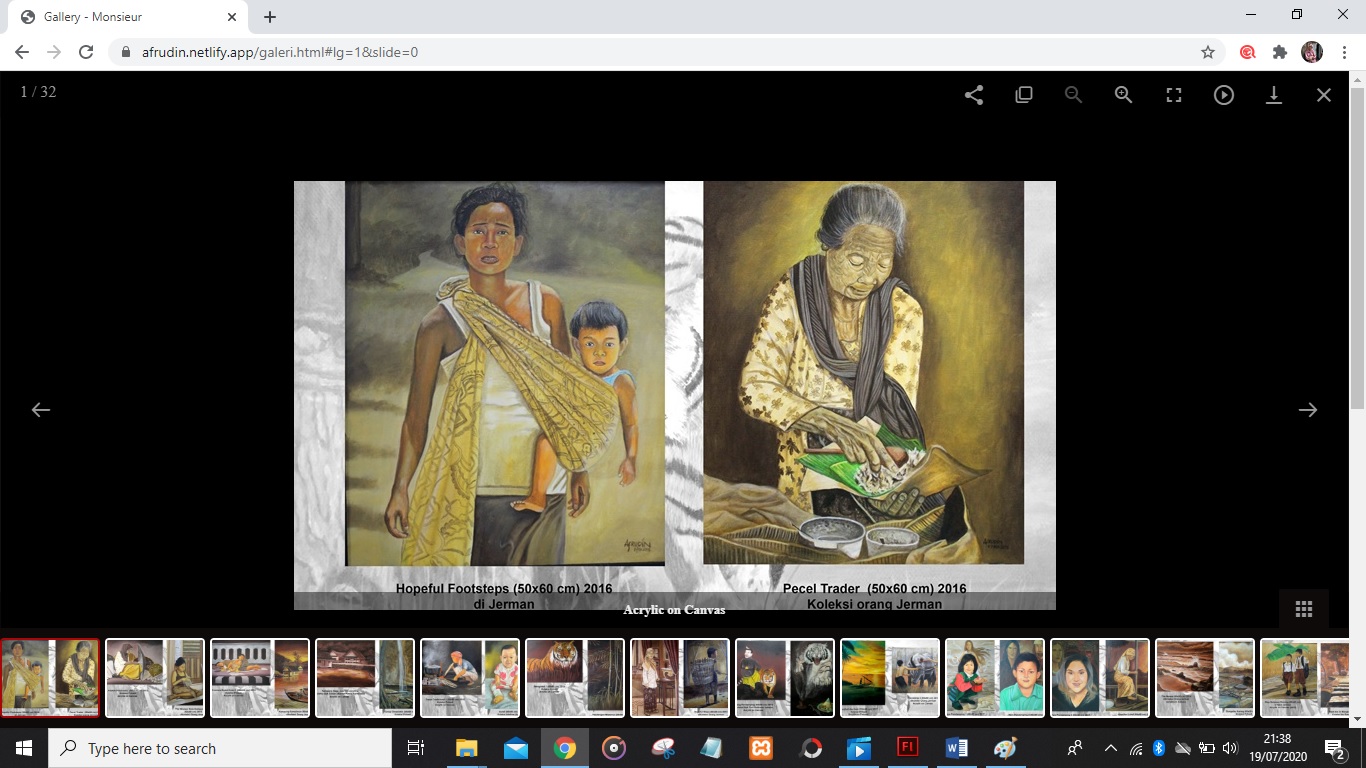 Gallery - Monsieur
afrudin.netlify.app/galeri.html#lg=1&slide=0
1 / 32
AFRUDIN
Hopeful Footsteps (50x60 cm) 2016
di Jerman
Pecel Trader (50x60 cm) 2016
Koleksi orang Jerman
Acrylic on Canvas
Type here to search
21:38
19/07/2020
2